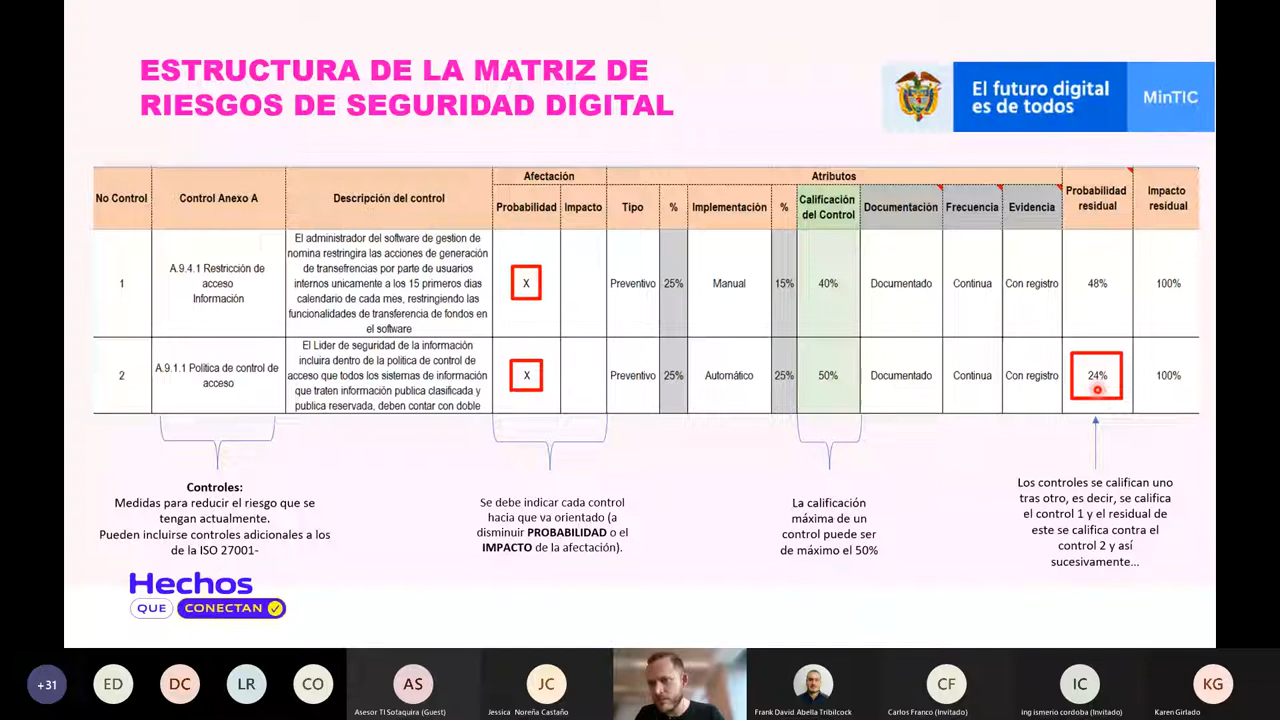 ESTRUCTURA DE LA MATRIZ DE
RIESGOS DE SEGURIDAD DIGITAL
El futuro digital
es de todos
MinTIC
No Control
Control Anexo A
Descripción del control
Afectación
Probabilidad
Impacto
Atributos
Tipo
%
Implementación
%
Calificación
del Control
Documentación
Frecuencia
Evidencia
Probabilidad
residual
Impacto
residual
1
A.9.4.1 Restricción de
acceso
Información
El administrador del software de gestion de
nomina restringira las acciones de generación
de transefrencias por parte de usuarios
internos unicamente a los 15 primeros dias
calendario de cada mes, restringiendo las
funcionalidades de transferencia de fondos en
el software
X
Preventivo
25%
Manual
15%
40%
Documentado
Continua
Con registro
48%
100%
2
A.9.1.1 Política de control de
acceso
El Lider de seguridad de la información
incluira dentro de la politica de control de
acceso que todos los sistemas de información
que traten información publica clasificada y
publica reservada, deben contar con doble
X
Preventivo
25%
Automático
25%
50%
Documentado
Continua
Con registro
24%
100%
Controles:
Medidas para reducir el riesgo que se
tengan actualmente.
Pueden incluirse controles adicionales a los
de la ISO 27001-
Se debe indicar cada control
hacia que va orientado (a
disminuir PROBABILIDAD o el
IMPACTO de la afectación).
La calificación
máxima de un
control puede ser
de máximo el 50%
Los controles se califican uno
tras otro, es decir, se califica
el control 1 y el residual de
este se califica contra el
control 2 y así
sucesivamente...
Hechos
QUE CONECTAN
+31
ED
DC
LR
CO
AS
Asesor TI Sotaquira (Guest)
JC
Jessica Noreña Castaño
Frank David Abella Tribilcock
CF
Carlos Franco (Invitado)
IC
ing ismerio cordoba (Invitado)
KG
Karen Girlado